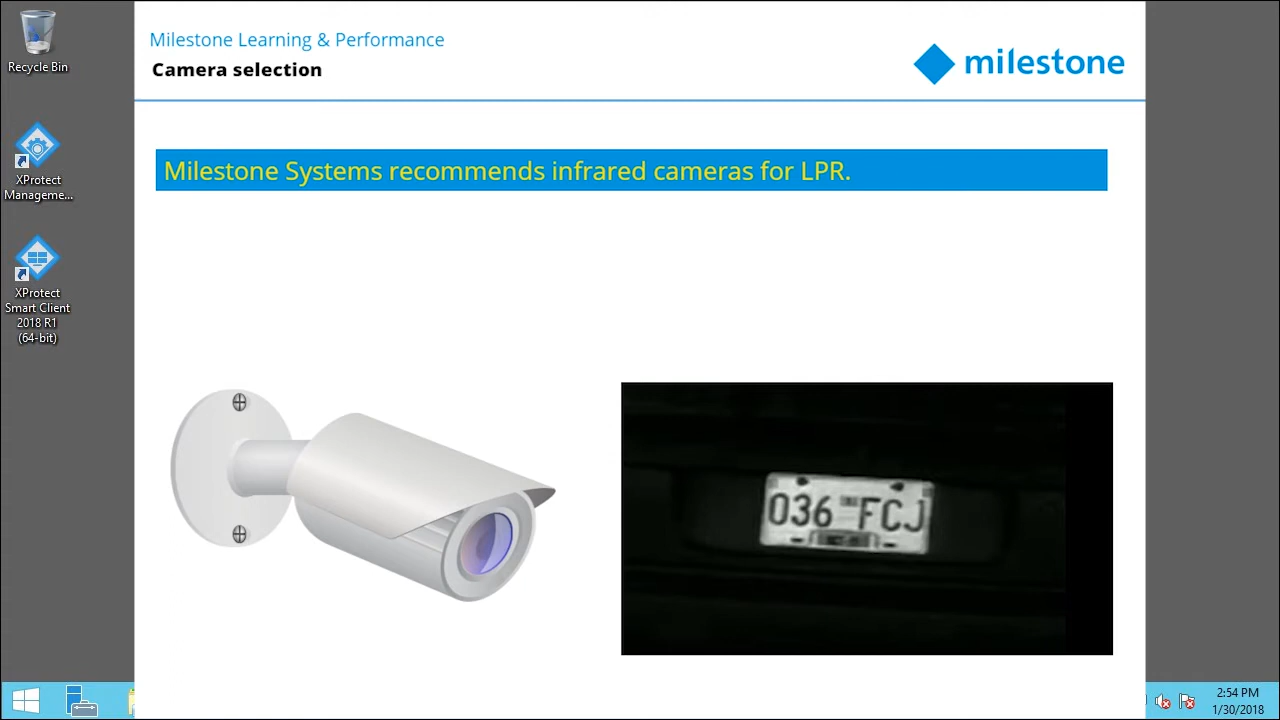 Recycle Bin
XProtect
Manageme...
XProtect
Smart Client
2018 R1
(64-bit)
Milestone Learning & Performance
Camera selection
milestone
Milestone Systems recommends infrared cameras for LPR.
036 FCJ
2:54 PM
1/30/2018